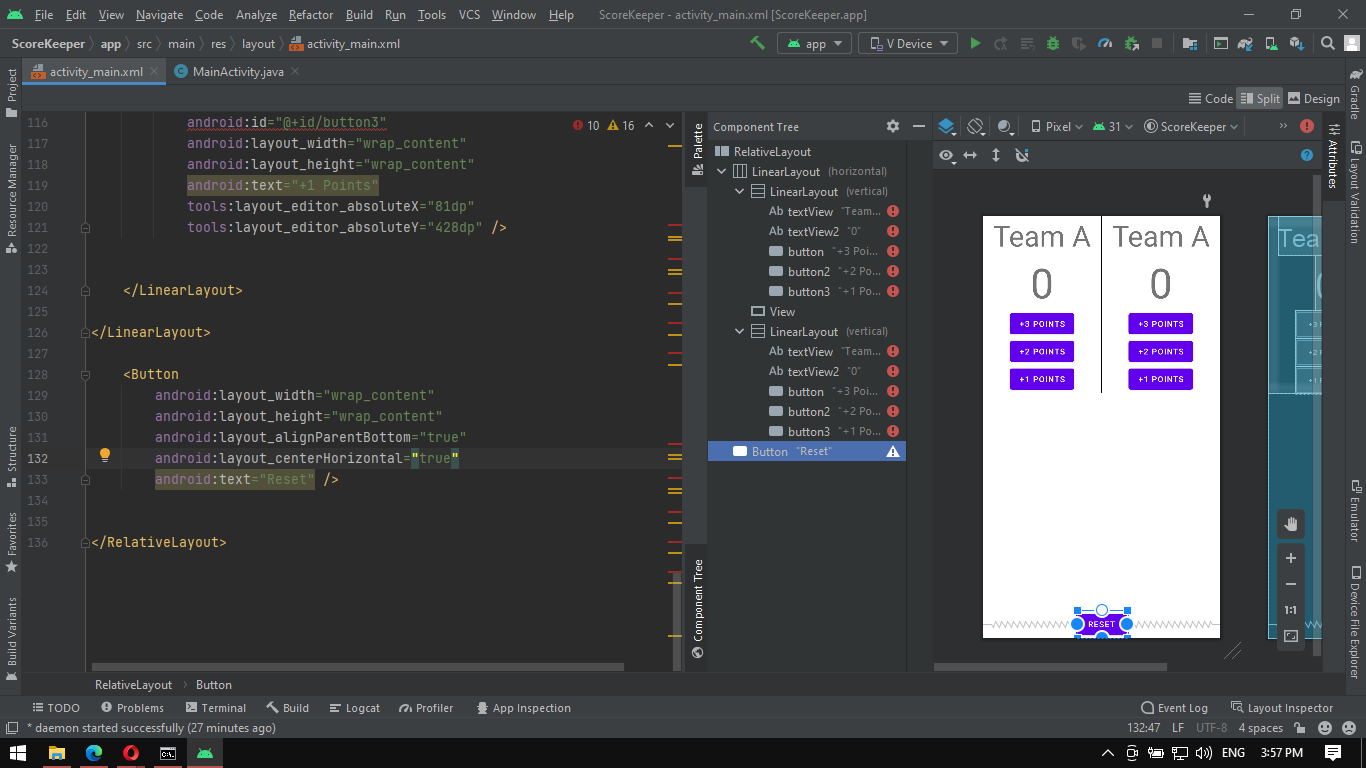 File Edit View Navigate Code Analyze Refactor Build Run Tools VCS Window Help ScoreKeeper - activity_main.xml [ScoreKeeper.app]
ScoreKeeper app src main res layout activity_main.xml app V Device
activity_main.xml MainActivity.java
Code Split Design
Project
Resource Manager
Structure
Favorites
Build Variants
116 android:id="@+id/button3"
10 16
117 android:layout_width="wrap_content"
118 android:layout_height="wrap_content"
119 android:text="+1 Points"
120 tools:layout_editor_absoluteX="81dp"
121 tools:layout_editor_absoluteY="428dp" />
122
123
124 </LinearLayout>
125
126 </LinearLayout>
127
128 <Button
129 android:layout_width="wrap_content"
130 android:layout_height="wrap_content"
131 android:layout_alignParentBottom="true"
132 android:layout_centerHorizontal="true"
133 android:text="Reset" />
134
135
136 </RelativeLayout>
Palette
Component Tree
Component Tree
RelativeLayout
LinearLayout (horizontal)
LinearLayout (vertical)
Ab textView "Team...
Ab textView2 "0"
button "+3 Poi...
button2 "+2 Po...
button3 "+1 Po...
View
LinearLayout (vertical)
Ab textView "Team...
Ab textView2 "0"
button "+3 Poi...
button2 "+2 Po...
button3 "+1 Po...
Button "Reset"
Pixel 31 ScoreKeeper
Team A Team A
0 0
+3 POINTS +3 POINTS
+2 POINTS +2 POINTS
+1 POINTS +1 POINTS
RESET
Tea
1:1
Gradle
Attributes
Layout Validation
Emulator
Device File Explorer
RelativeLayout Button
TODO Problems Terminal Build Logcat Profiler App Inspection Event Log Layout Inspector
* daemon started successfully (27 minutes ago) 132:47 LF UTF-8 4 spaces
ENG 3:57 PM